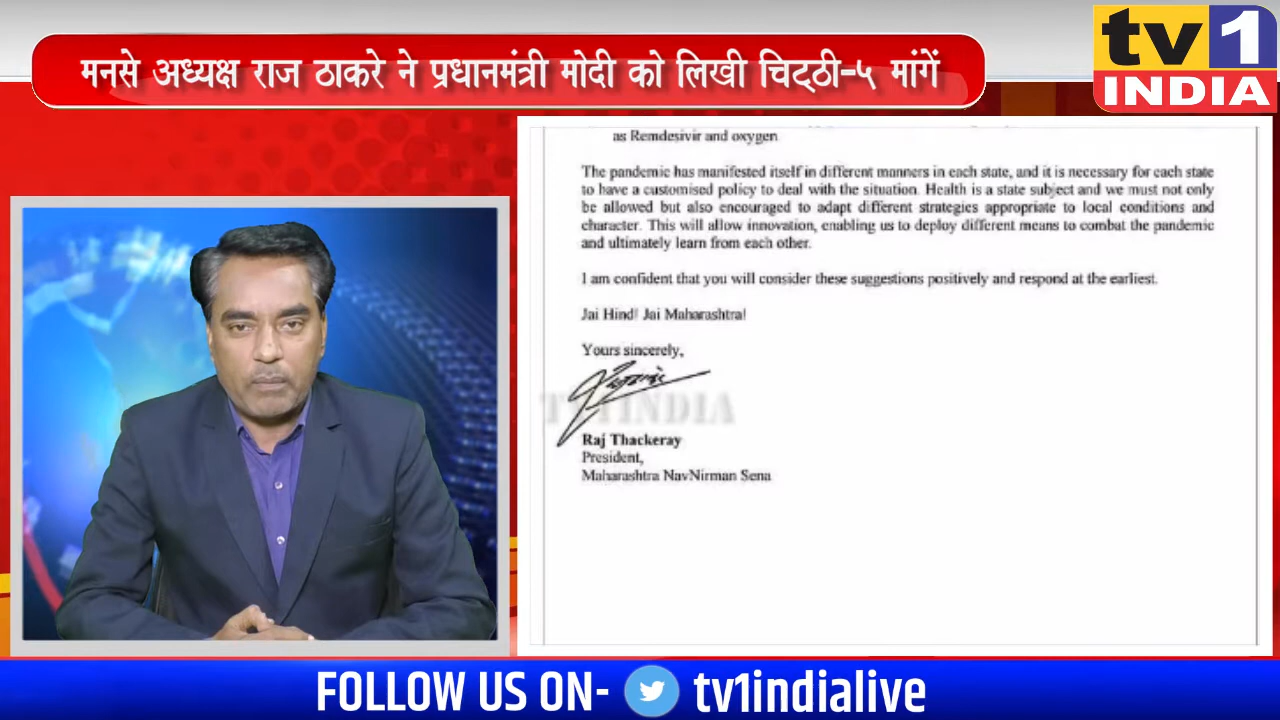 मनसे अध्यक्ष राज ठाकरे ने प्रधानमंत्री मोदी को लिखी चिट्ठी-५ मांगें
tv1
INDIA
as Remdesivir and oxygen
The pandemic has manifested itself in different manners in each state, and it is necessary for each state
to have a customised policy to deal with the situation. Health is a state subject and we must not only
be allowed but also encouraged to adapt different strategies appropriate to local conditions and
character. This will allow innovation, enabling us to deploy different means to combat the pandemic
and ultimately learn from each other.
I am confident that you will consider these suggestions positively and respond at the earliest.
Jai Hind! Jai Maharashtra!
Yours sincerely,
TV1INDIA
Raj Thackeray
President,
Maharashtra NavNirman Sena
FOLLOW US ON- tv1indialive